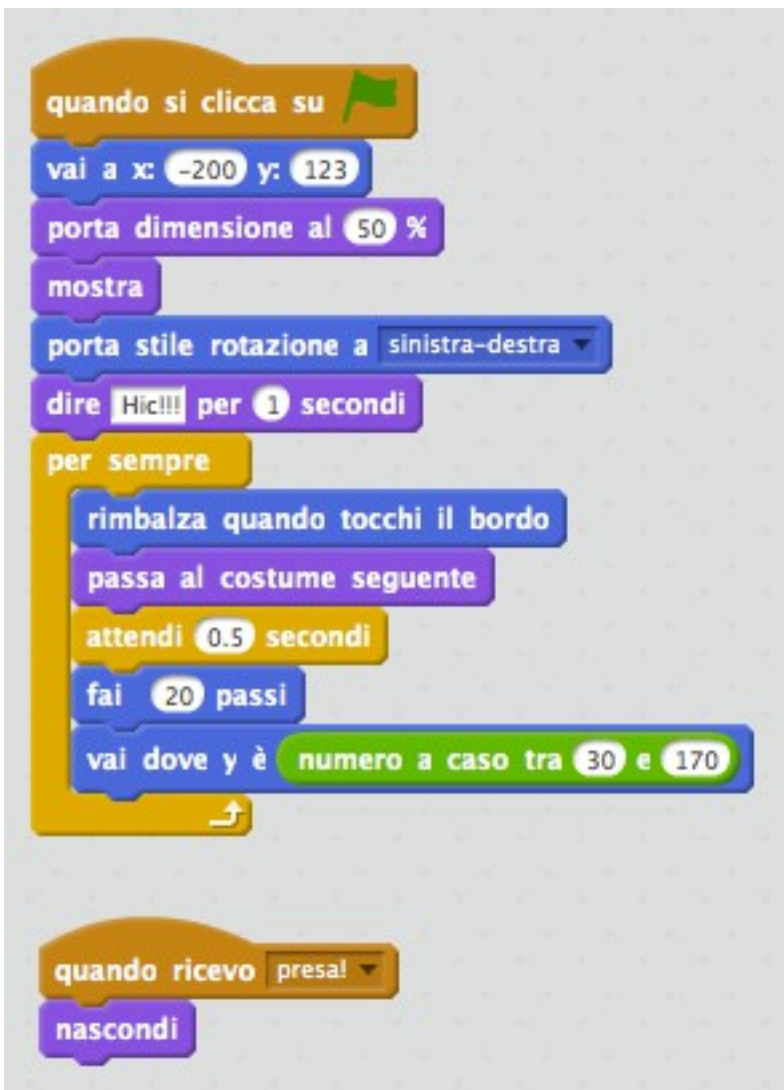 quando si clicca su
vai a x: -200 y: 123
porta dimensione al 50 %
mostra
porta stile rotazione a sinistra-destra
dire Hic!!! per 1 secondi
per sempre
rimbalza quando tocchi il bordo
passa al costume seguente
attendi 0.5 secondi
fai 20 passi
vai dove y è numero a caso tra 30 e 170
quando ricevo presa!
nascondi